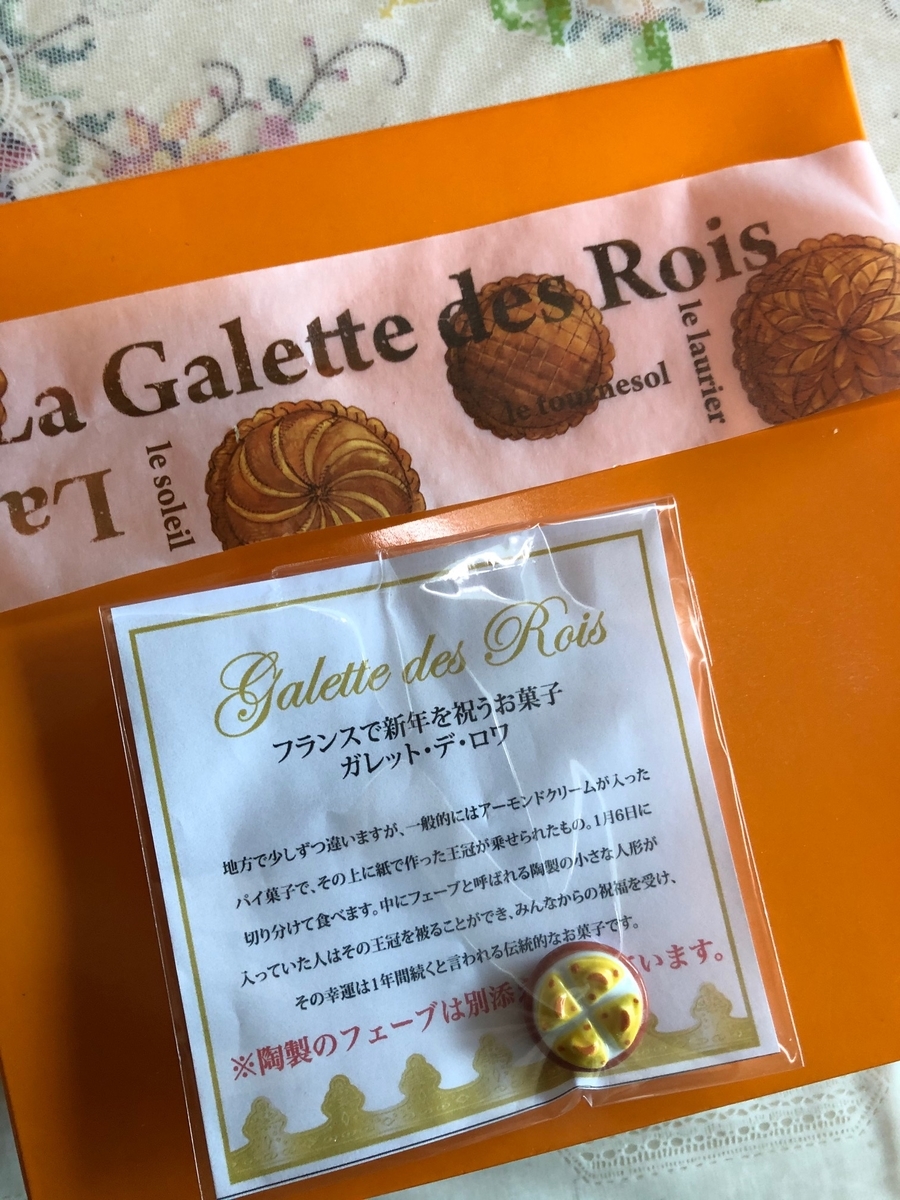 La Galette des Rois
le soleil
le tournesol
le laurier
La
Galette des Rois
フランスで新年を祝うお菓子
ガレット・デ・ロワ
地方で少しずつ違いますが、一般的にはアーモンドクリームが入った
パイ菓子で、その上に紙で作った王冠が乗せられたもの。1月6日に
切り分けて食べます。中にフェーブと呼ばれる陶製の小さな人形が
入っていた人はその王冠を被ることができ、みんなからの祝福を受け、
その幸運は1年間続くと言われる伝統的なお菓子です。
※陶製のフェーブは別添 います。